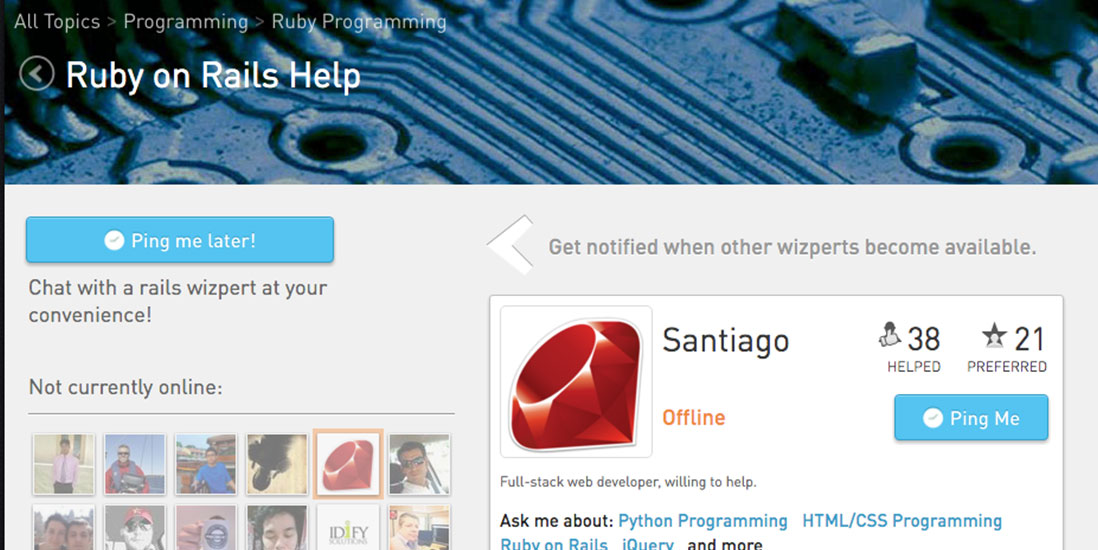 All Topics > Programming > Ruby Programming
Ruby on Rails Help
Ping me later!
Chat with a rails wizpert at your
convenience!
Not currently online:
IDIFY
SOLUTIONS
Get notified when other wizperts become available.
Santiago
38
HELPED
21
PREFERRED
Offline
Ping Me
Full-stack web developer, willing to help.
Ask me about: Python Programming HTML/CSS Programming
Ruby on Rails jQuery and more